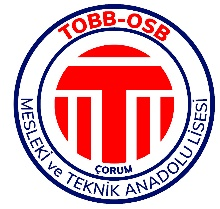 TOBB-OSB
ÇORUM
MESLEKİ ve TEKNİK ANADOLU LİSESİ